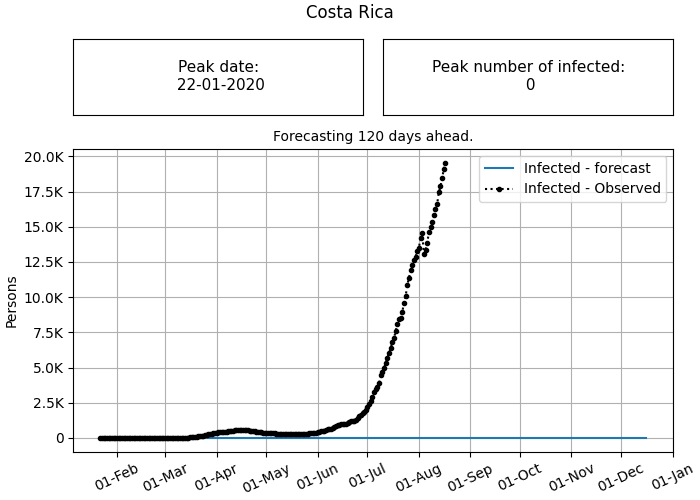 Costa Rica
Peak date:
22-01-2020
Peak number of infected:
0
Forecasting 120 days ahead.
20.0K
17.5K
15.0K
12.5K
10.0K
7.5K
5.0K
2.5K
0
Persons
Infected - forecast
Infected - Observed
01-Feb
01-Mar
01-Apr
01-May
01-Jun
01-Jul
01-Aug
01-Sep
01-Oct
01-Nov
01-Dec
01-Jan